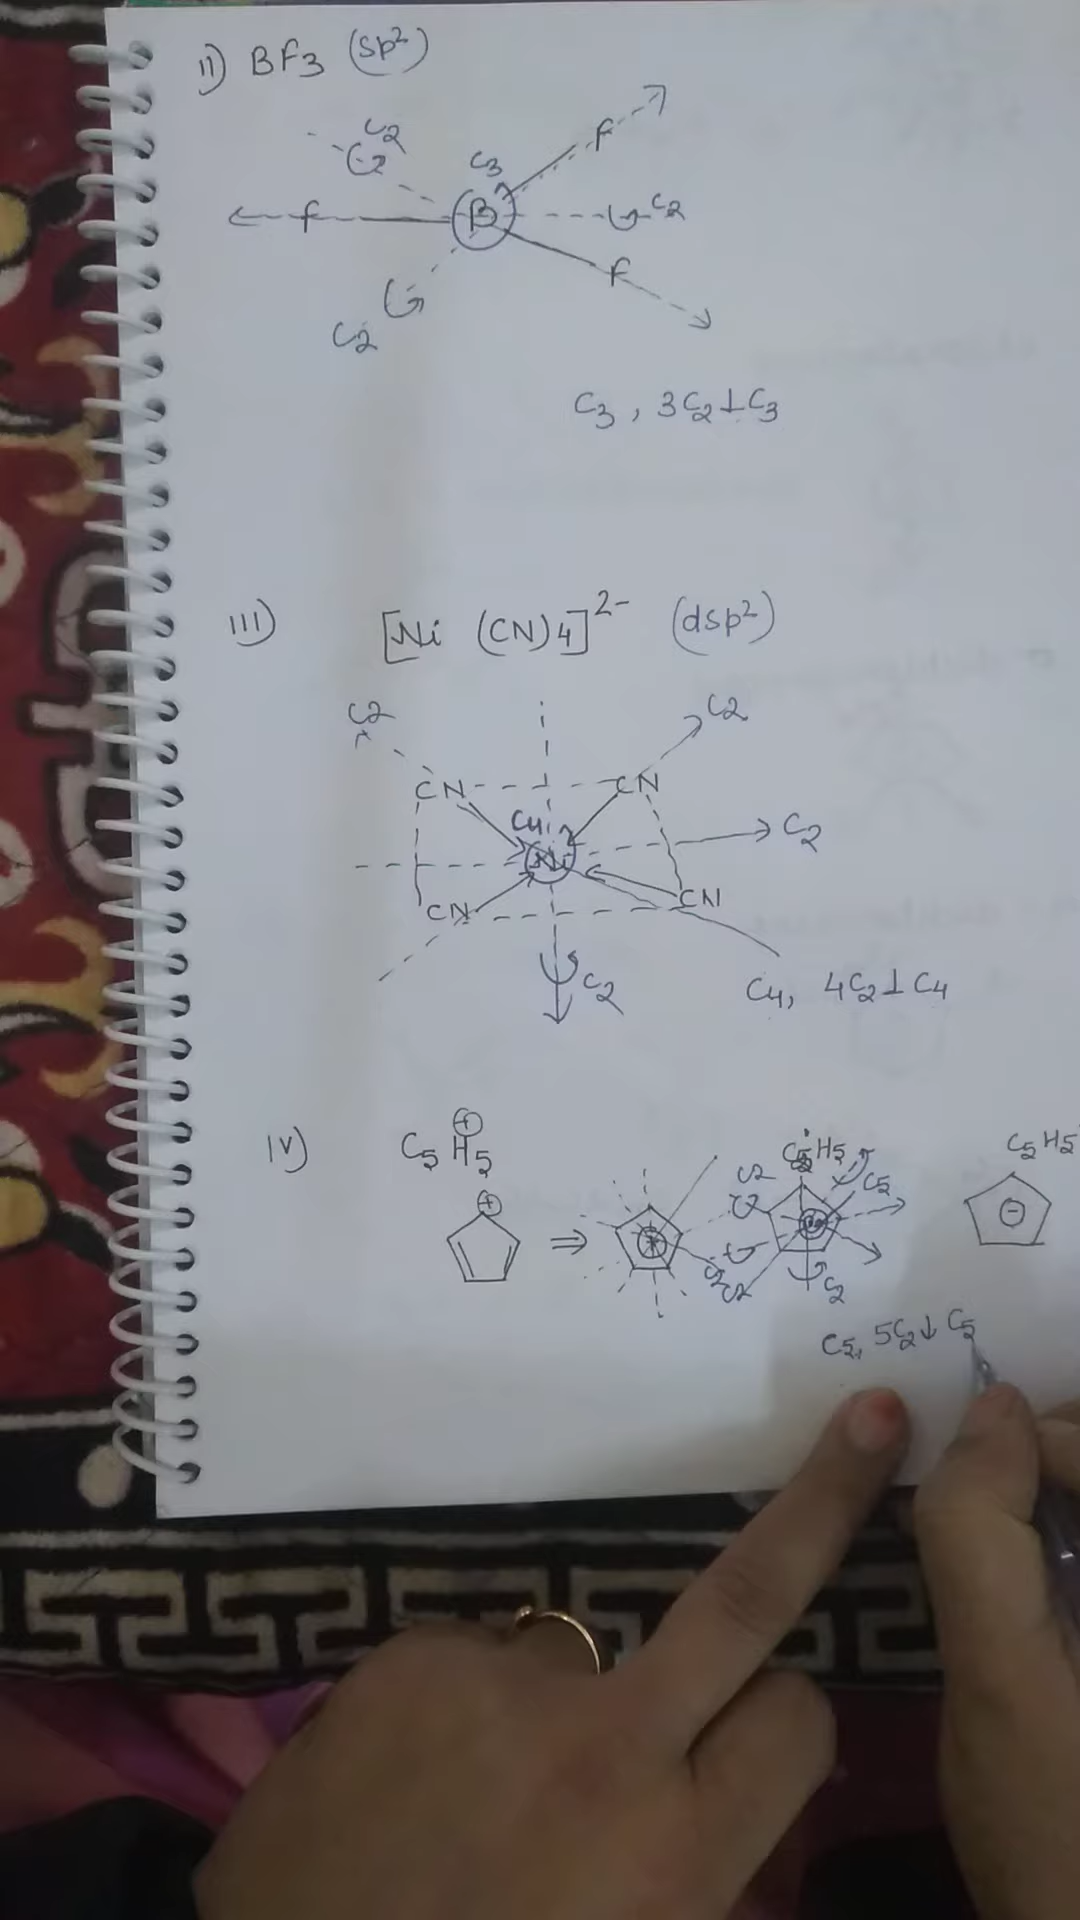 II) BF3 (sp²)
C2
C3
F
F
B
C2
F
C2
C3, 3C2⊥C3
III) [Ni (CN)4]²⁻ (dsp²)
C2
C2
CN
CN
C4
C2
Ni
CN
CN
C2
C4, 4C2⊥C4
IV) C5H5
⊕
C5H5
C5H5
⊕
C2
C2
C5
⊖
C2
C2
C2
C5, 5C2↓C5